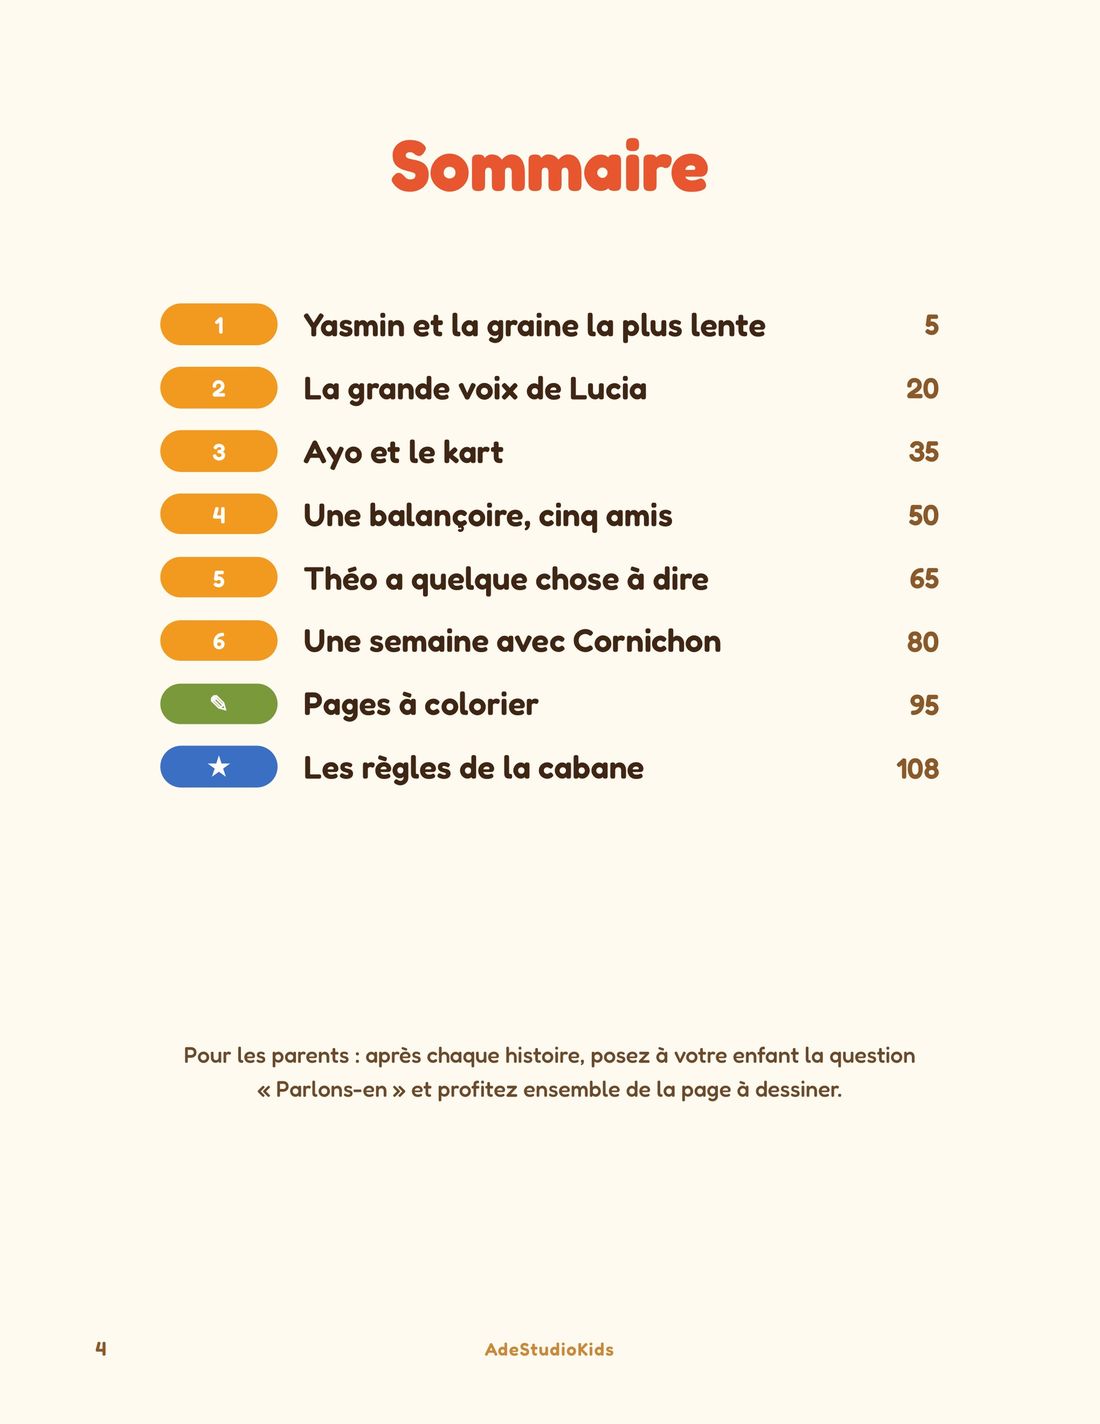 Sommaire
1 Yasmin et la graine la plus lente 5
2 La grande voix de Lucia 20
3 Ayo et le kart 35
4 Une balançoire, cinq amis 50
5 Théo a quelque chose à dire 65
6 Une semaine avec Cornichon 80
✎ Pages à colorier 95
★ Les règles de la cabane 108
Pour les parents : après chaque histoire, posez à votre enfant la question
« Parlons-en » et profitez ensemble de la page à dessiner.
4 AdeStudioKids